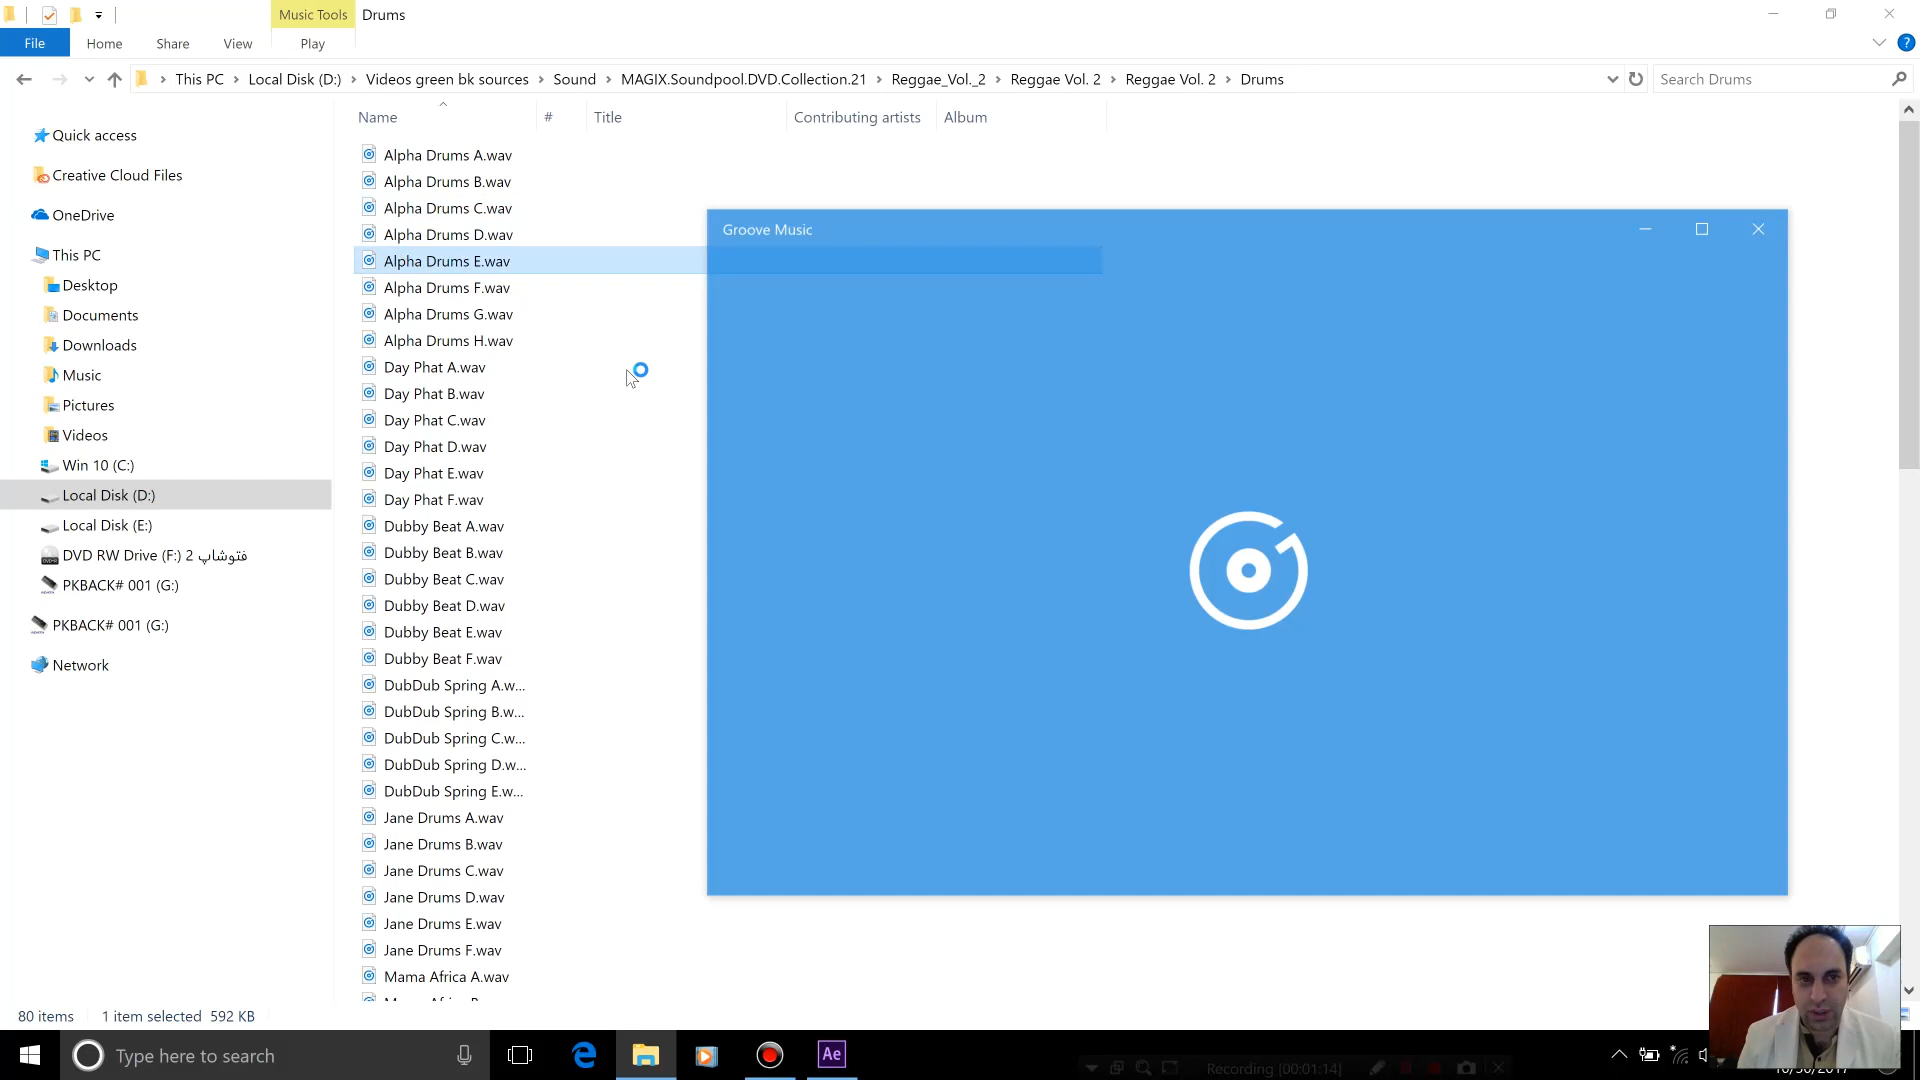 Music Tools
Drums
File
Home
Share
View
Play
This PC
Local Disk (D:)
Videos green bk sources
Sound
MAGIX.Soundpool.DVD.Collection.21
Reggae_Vol._2
Reggae Vol. 2
Reggae Vol. 2
Drums
Search Drums
Name
#
Title
Contributing artists
Album
Quick access
Creative Cloud Files
OneDrive
This PC
Desktop
Documents
Downloads
Music
Pictures
Videos
Win 10 (C:)
Local Disk (D:)
Local Disk (E:)
DVD RW Drive (F:) 2 فتوشاپ
PKBACK# 001 (G:)
PKBACK# 001 (G:)
Network
Alpha Drums A.wav
Alpha Drums B.wav
Alpha Drums C.wav
Alpha Drums D.wav
Alpha Drums E.wav
Alpha Drums F.wav
Alpha Drums G.wav
Alpha Drums H.wav
Day Phat A.wav
Day Phat B.wav
Day Phat C.wav
Day Phat D.wav
Day Phat E.wav
Day Phat F.wav
Dubby Beat A.wav
Dubby Beat B.wav
Dubby Beat C.wav
Dubby Beat D.wav
Dubby Beat E.wav
Dubby Beat F.wav
DubDub Spring A.w...
DubDub Spring B.w...
DubDub Spring C.w...
DubDub Spring D.w...
DubDub Spring E.w...
Jane Drums A.wav
Jane Drums B.wav
Jane Drums C.wav
Jane Drums D.wav
Jane Drums E.wav
Jane Drums F.wav
Mama Africa A.wav
Groove Music
80 items
1 item selected 592 KB
Type here to search
Ae
Recording [00:01:14]